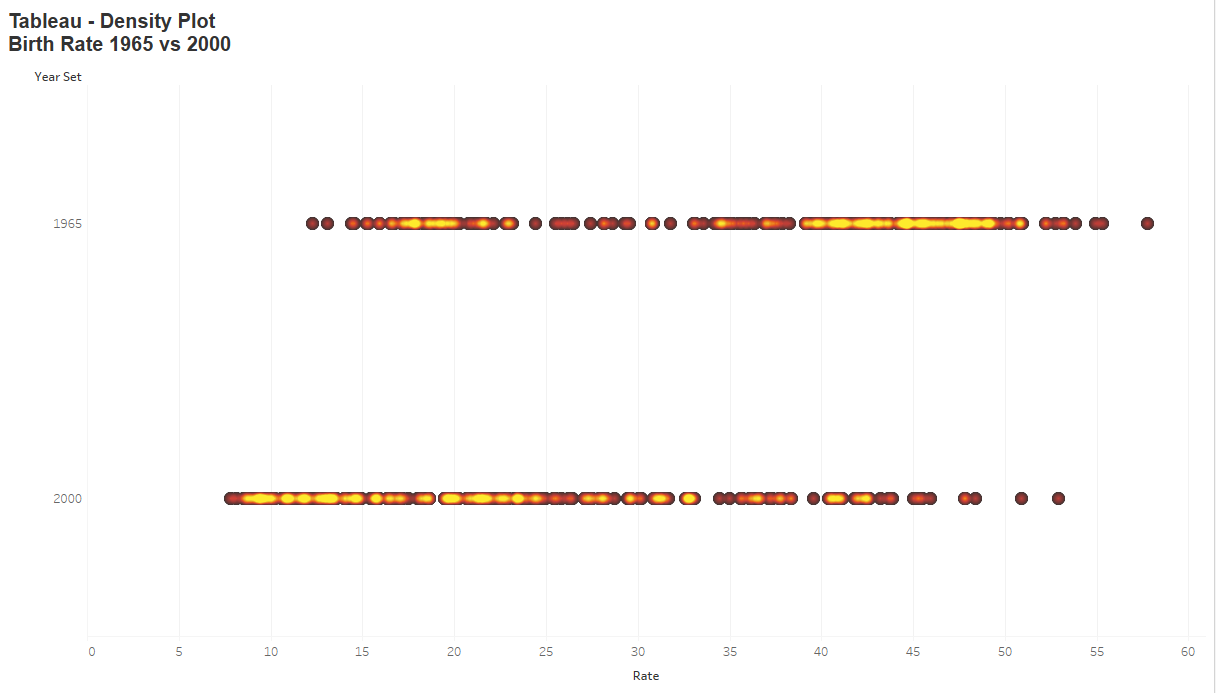 Tableau - Density Plot
Birth Rate 1965 vs 2000
Year Set
1965
2000
0 5 10 15 20 25 30 35 40 45 50 55 60
Rate